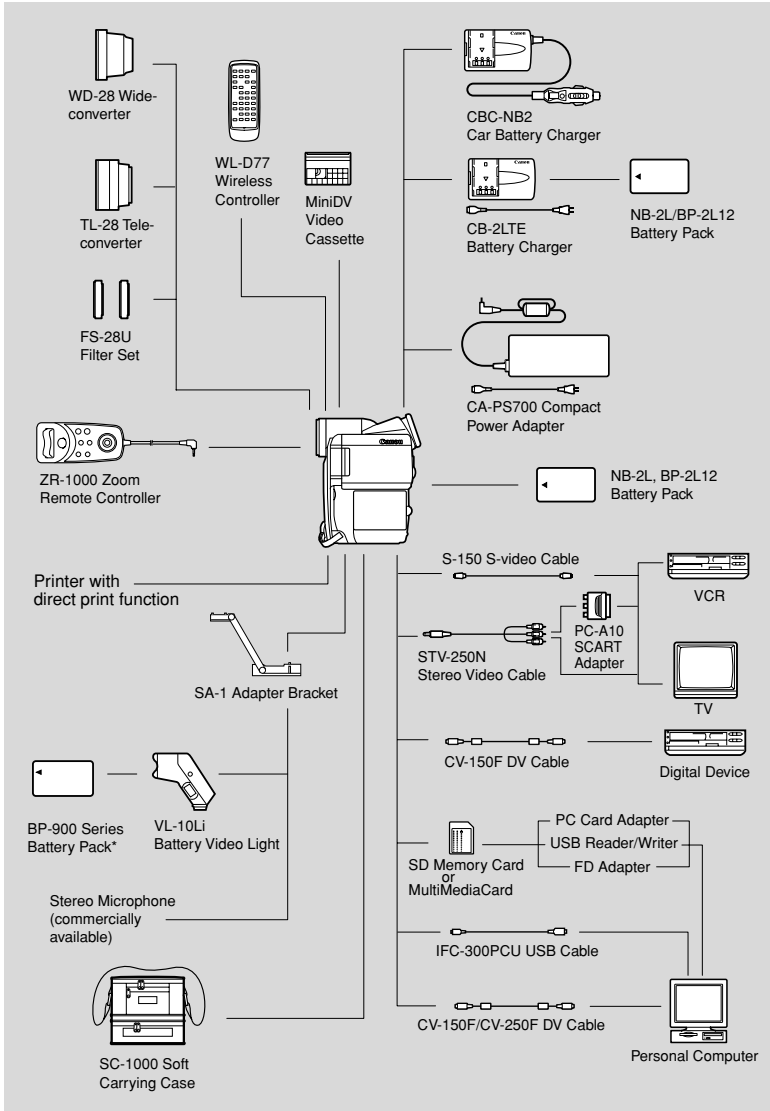 WD-28 Wide-
converter
TL-28 Tele-
converter
FS-28U
Filter Set
WL-D77
Wireless
Controller
MiniDV
Video
Cassette
Canon
CBC-NB2
Car Battery Charger
Canon
CB-2LTE
Battery Charger
NB-2L/BP-2L12
Battery Pack
CA-PS700 Compact
Power Adapter
ZR-1000 Zoom
Remote Controller
Canon
NB-2L, BP-2L12
Battery Pack
Printer with
direct print function
SA-1 Adapter Bracket
BP-900 Series
Battery Pack*
VL-10Li
Battery Video Light
Stereo Microphone
(commercially
available)
SC-1000 Soft
Carrying Case
S-150 S-video Cable
VCR
STV-250N
Stereo Video Cable
PC-A10
SCART
Adapter
TV
CV-150F DV Cable
Digital Device
SD Memory Card
or
MultiMediaCard
PC Card Adapter
USB Reader/Writer
FD Adapter
IFC-300PCU USB Cable
CV-150F/CV-250F DV Cable
Personal Computer